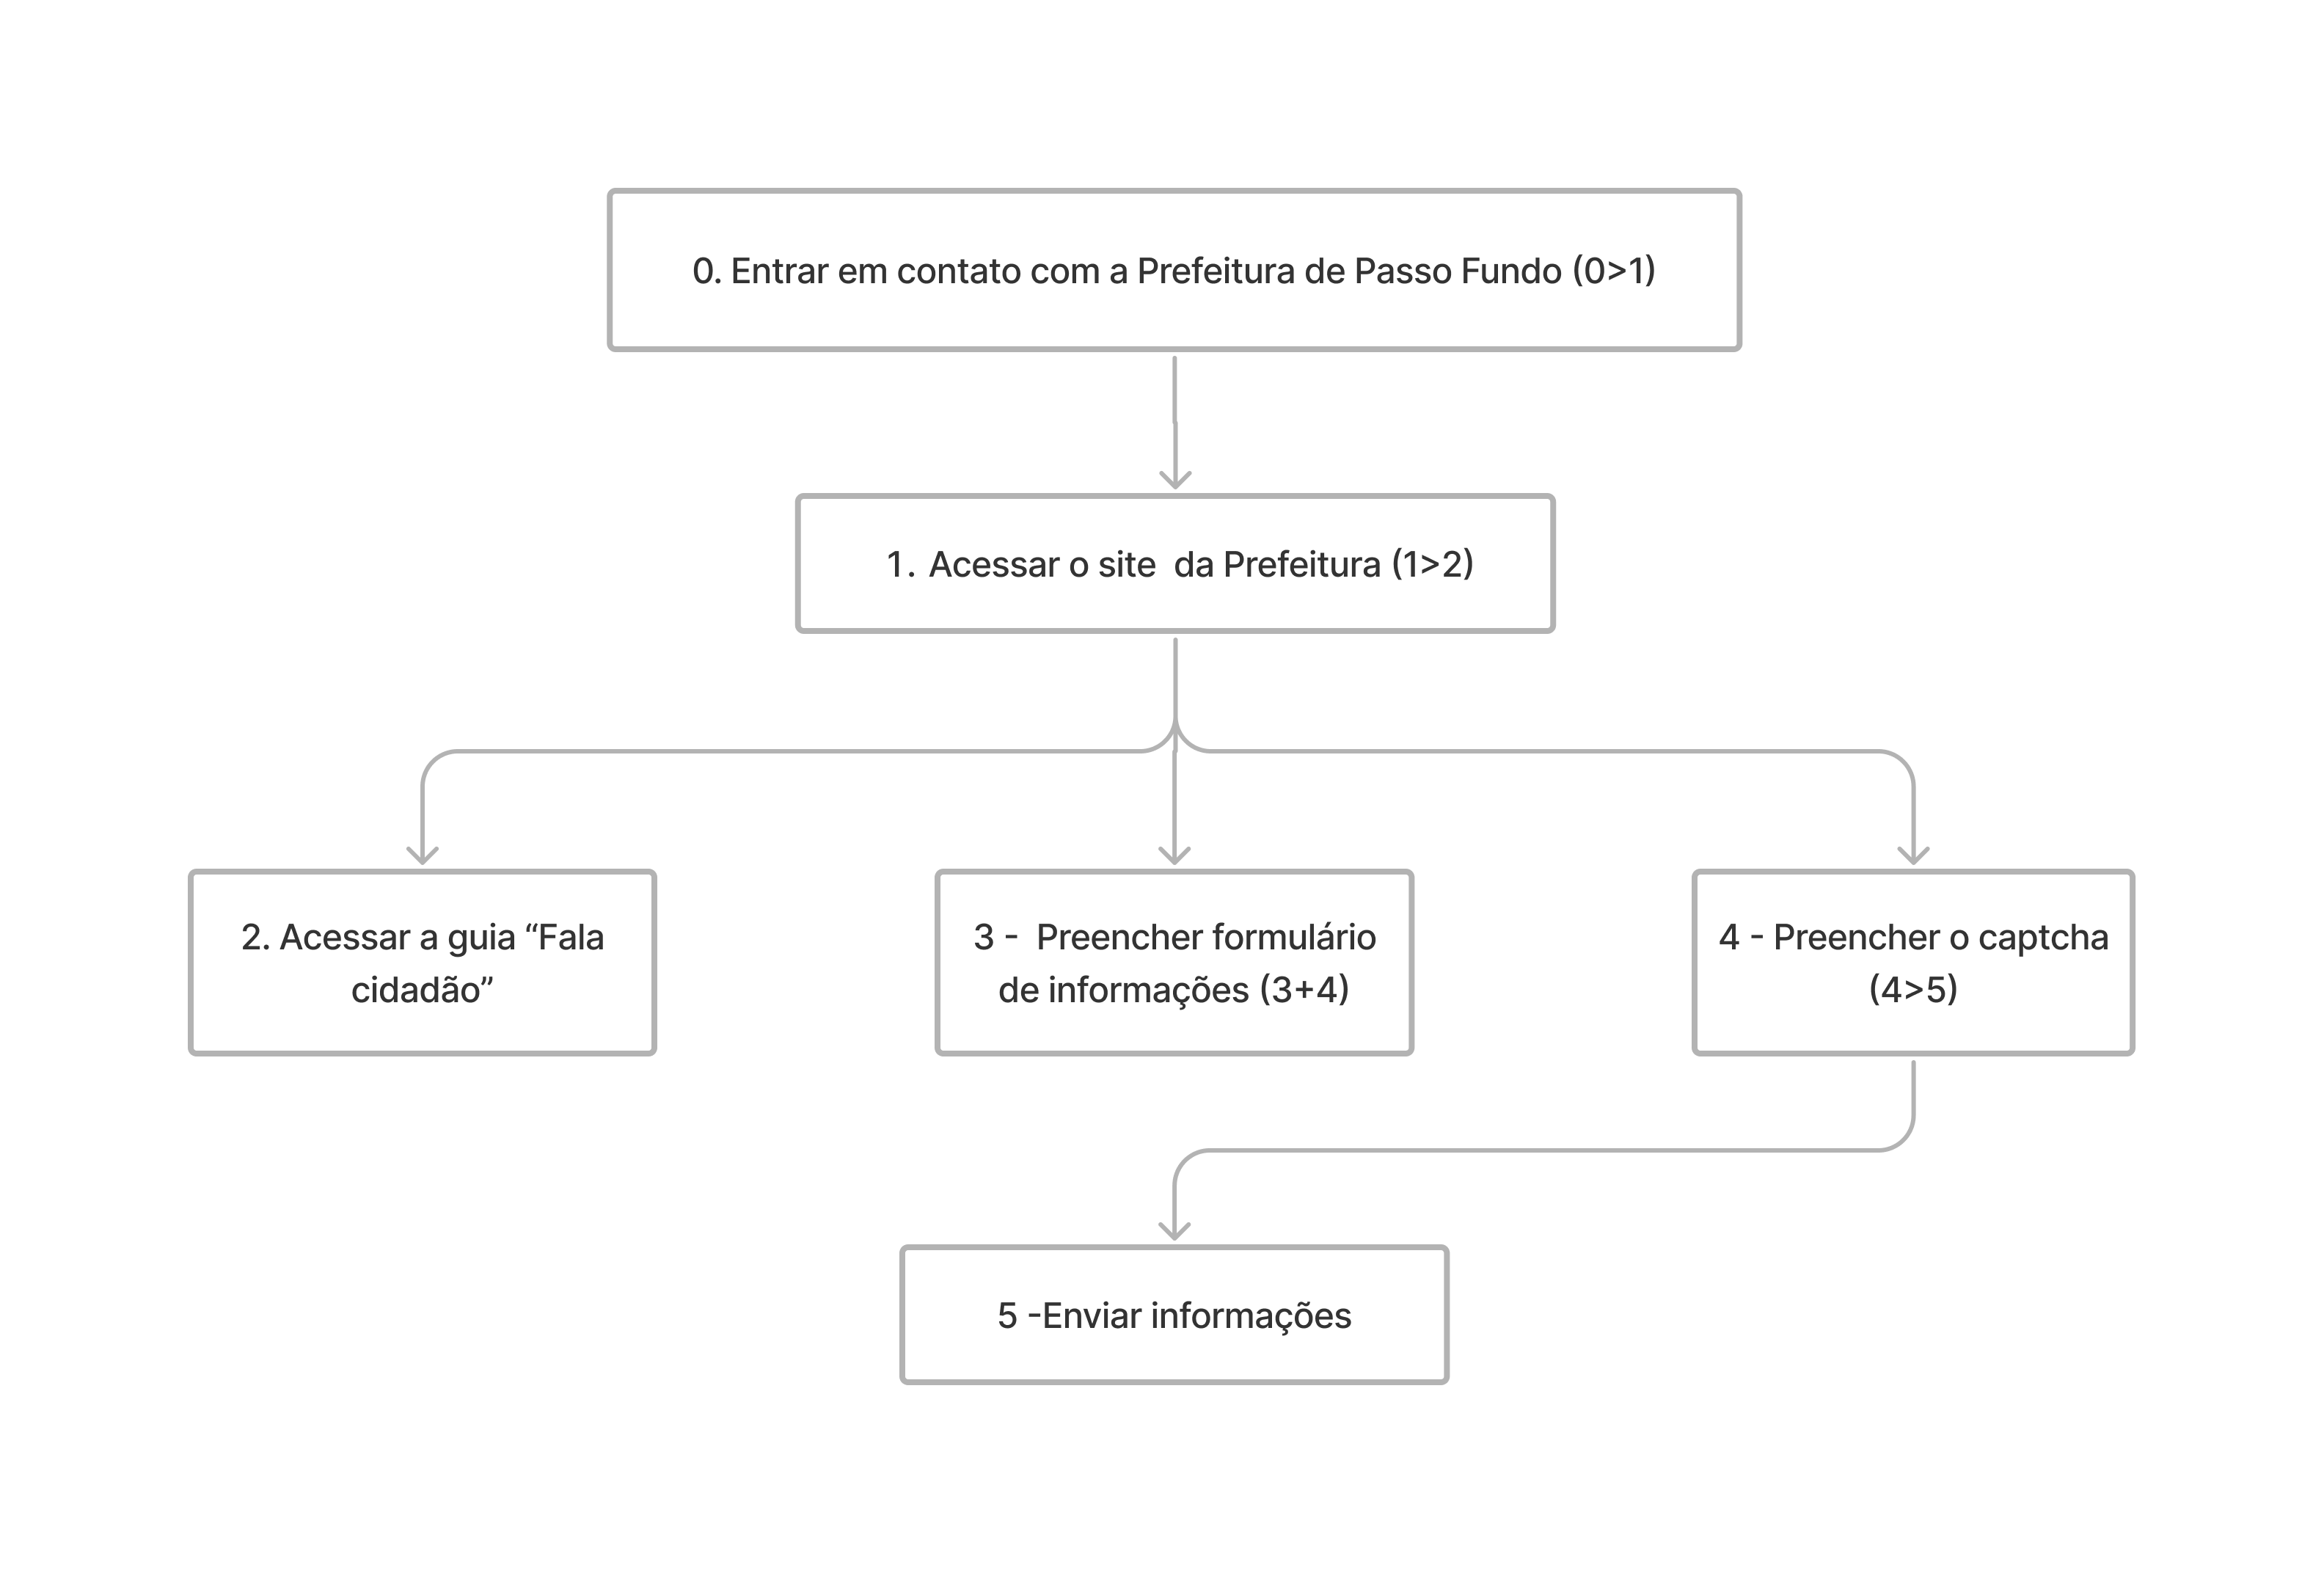 0. Entrar em contato com a Prefeitura de Passo Fundo (0>1)
1. Acessar o site  da Prefeitura (1>2)
2. Acessar a guia “Fala
cidadão”
3 -  Preencher formulário
de informações (3+4)
4 - Preencher o captcha
(4>5)
5 -Enviar informações